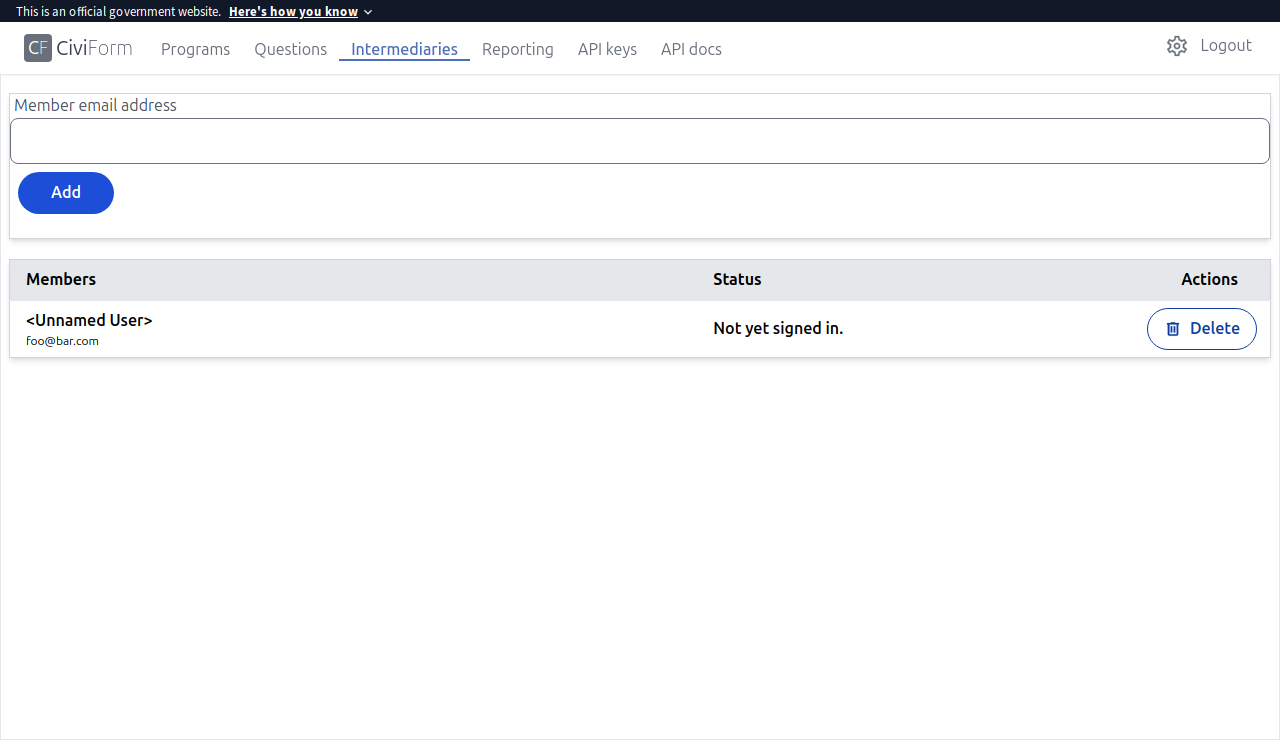 This is an official government website. Here's how you know
CF CiviForm Programs Questions Intermediaries Reporting API keys API docs Logout
Member email address
Add
Members Status Actions
<Unnamed User>
foo@bar.com
Not yet signed in.
Delete